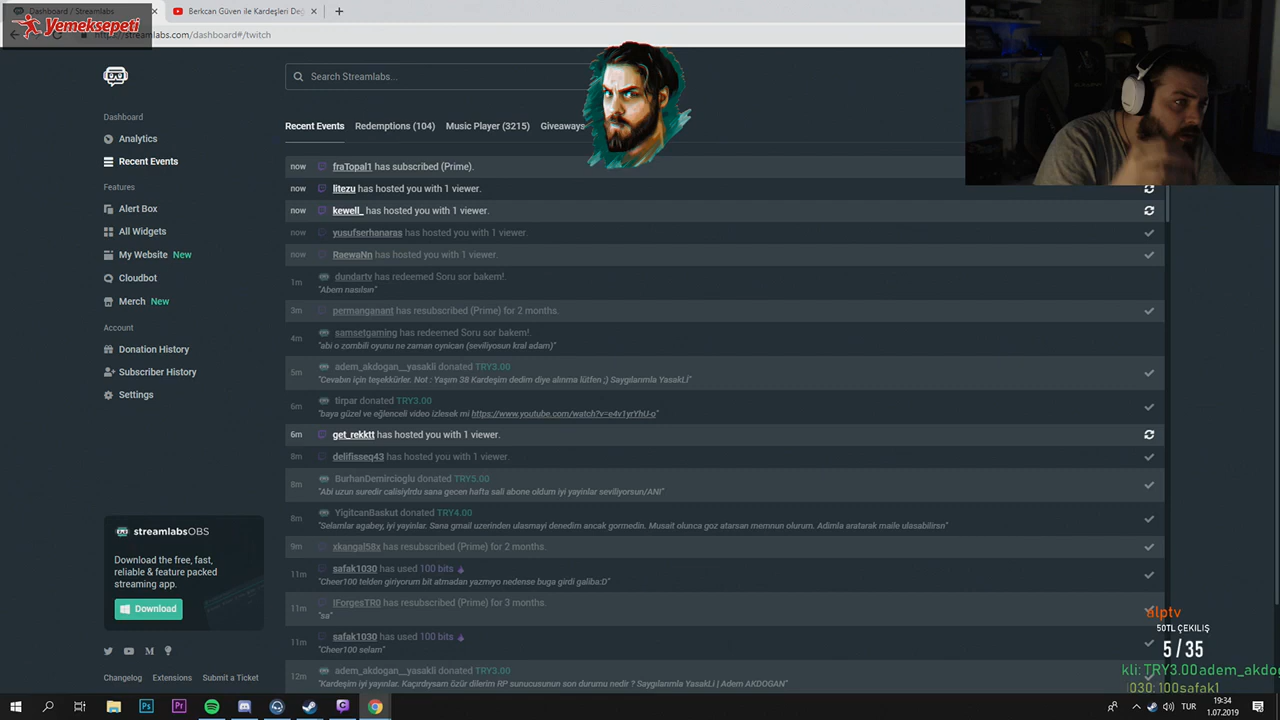 Dashboard / Streamlabs
Berkcan Güven ile Kardeşleri Değ
Yemeksepeti
streamlabs.com/dashboard#/twitch
Search Streamlabs...
Dashboard
Analytics
Recent Events
Features
Alert Box
All Widgets
My Website New
Cloudbot
Merch New
Account
Donation History
Subscriber History
Settings
streamlabs OBS
Download the free, fast,
reliable & feature packed
streaming app.
Download
Changelog Extensions Submit a Ticket
Recent Events Redemptions (104) Music Player (3215) Giveaways
now fraTopal1 has subscribed (Prime).
now litezu has hosted you with 1 viewer.
now kewell_ has hosted you with 1 viewer.
now yusufserhanaras has hosted you with 1 viewer.
now RaewaNn has hosted you with 1 viewer.
1m dundartv has redeemed Soru sor bakem!.
"Abem nasılsın"
3m permanganant has resubscribed (Prime) for 2 months.
4m samsetgaming has redeemed Soru sor bakem!.
"abi o zombili oyunu ne zaman oynican (seviliyosun kral adam)"
5m adem_akdogan__yasakli donated TRY3.00
"Cevabın için teşekkürler. Not : Yaşım 38 Kardeşim dedim diye alınma lütfen ;) Saygılarımla YasakLİ"
6m tirpar donated TRY3.00
"baya güzel ve eğlenceli video izlesek mi https://www.youtube.com/watch?v=e4v1yrYhU-o"
6m get_rekktt has hosted you with 1 viewer.
8m delifisseq43 has hosted you with 1 viewer.
8m BurhanDemircioglu donated TRY5.00
"Abi uzun suredir calisiyIrdu sana gecen hafta sali abone oldum iyi yayinlar seviliyorsun/ANI"
8m YigitcanBaskut donated TRY4.00
"Selamlar agabey, iyi yayinlar. Sana gmail uzerinden ulasmayi denedim ancak gormedin. Musait olunca goz atarsan memnun olurum. Adimla aratarak maile ulasabilirsn"
9m xkangal58x has resubscribed (Prime) for 2 months.
11m safak1030 has used 100 bits
"Cheer100 telden giriyorum bit atmadan yazmıyo nedense buga girdi galiba:D"
11m IForgesTR0 has resubscribed (Prime) for 3 months.
"sa"
11m safak1030 has used 100 bits
"Cheer100 selam"
12m adem_akdogan__yasakli donated TRY3.00
"Kardeşim iyi yayınlar. Kaçırdıysam özür dilerim RP sunucusunun son durumu nedir ? Saygılarımla YasakLi | Adem AKDOGAN"
alptv
50TL ÇEKILIŞ
5 / 35
kli: TRY3.00adem_akdo
030: 100safak1
TUR
19:34
1.07.2019